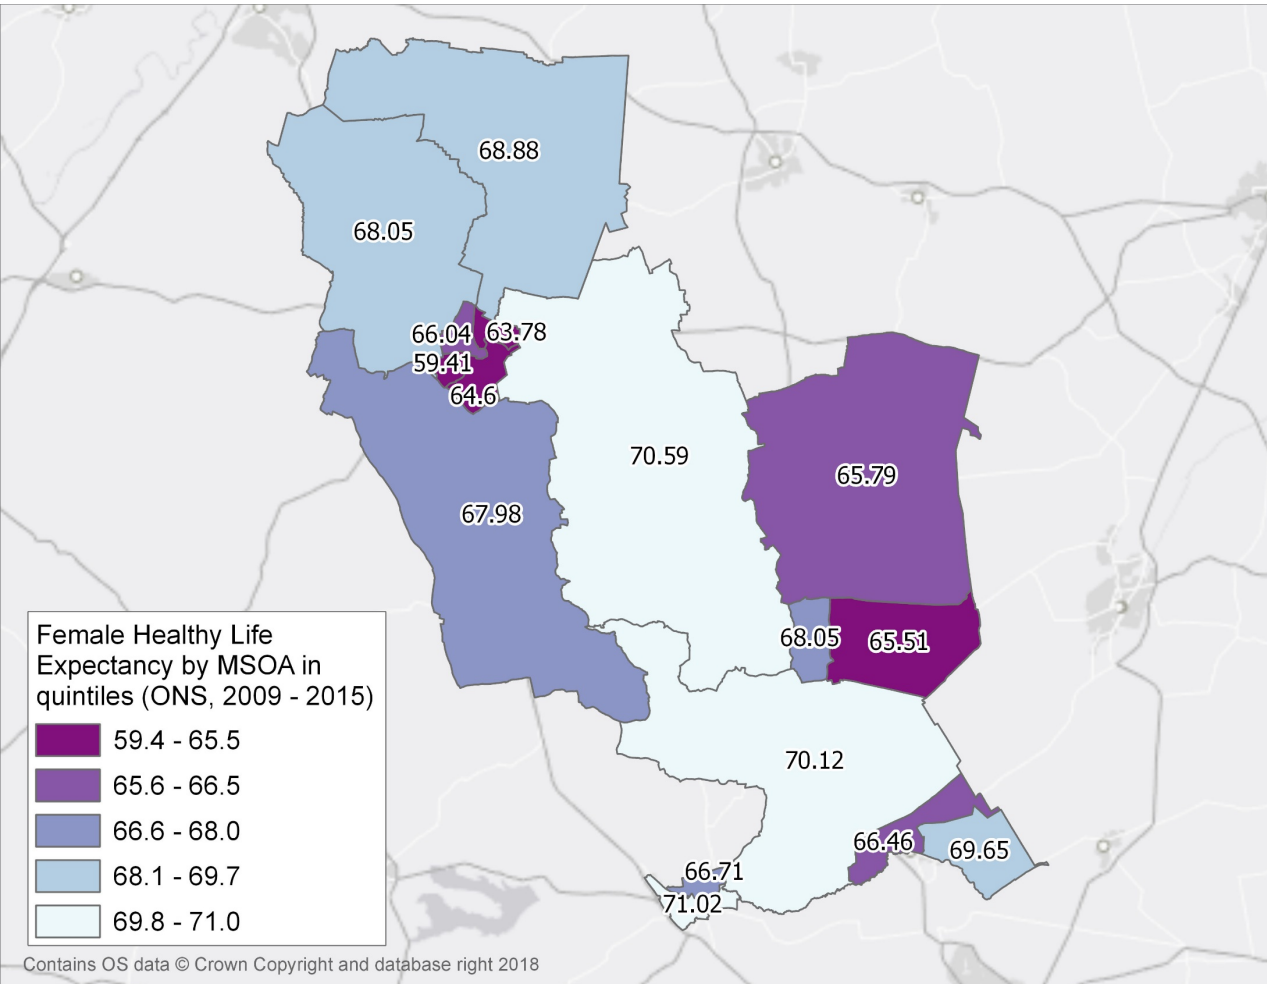 68.88
68.05
66.04
63.78
59.41
64.6
70.59
65.79
67.98
68.05
65.51
70.12
66.46
69.65
66.71
71.02
Female Healthy Life
Expectancy by MSOA in
quintiles (ONS, 2009 - 2015)
59.4 - 65.5
65.6 - 66.5
66.6 - 68.0
68.1 - 69.7
69.8 - 71.0
Contains OS data © Crown Copyright and database right 2018